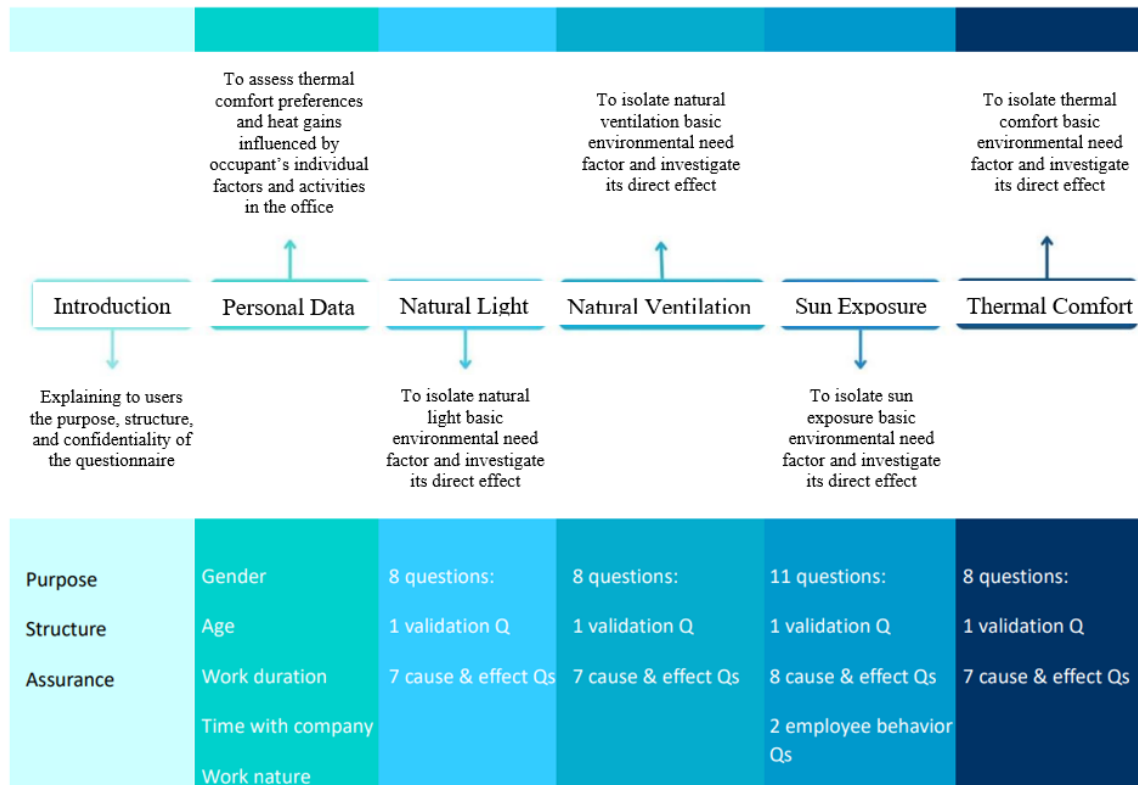 To assess thermal
comfort preferences
and heat gains
influenced by
occupant’s individual
factors and activities
in the office
To isolate natural
ventilation basic
environmental need
factor and investigate
its direct effect
To isolate thermal
comfort basic
environmental need
factor and investigate
its direct effect
Introduction
Personal Data
Natural Light
Natural Ventilation
Sun Exposure
Thermal Comfort
Explaining to users
the purpose, structure,
and confidentiality of
the questionnaire
To isolate natural
light basic
environmental need
factor and investigate
its direct effect
To isolate sun
exposure basic
environmental need
factor and investigate
its direct effect
Purpose
Structure
Assurance
Gender
Age
Work duration
Time with company
Work nature
8 questions:
1 validation Q
7 cause & effect Qs
8 questions:
1 validation Q
7 cause & effect Qs
11 questions:
1 validation Q
8 cause & effect Qs
2 employee behavior
Qs
8 questions:
1 validation Q
7 cause & effect Qs